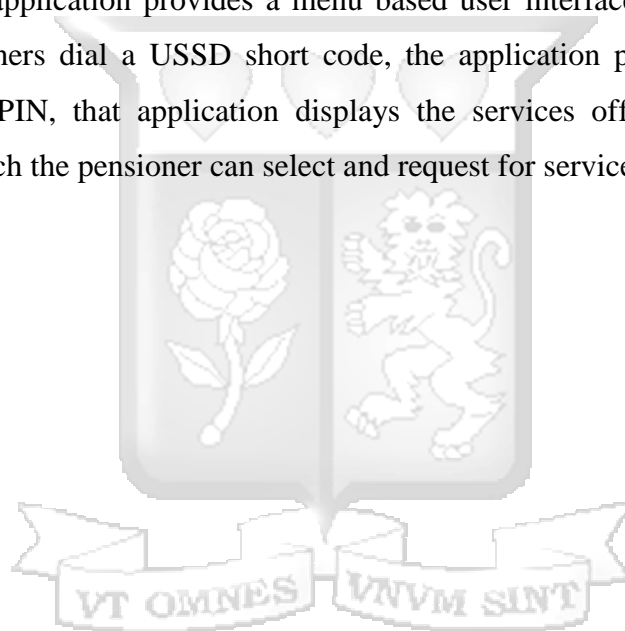 application provides a menu based user interface
ners dial a USSD short code, the application p
PIN, that application displays the services off
ch the pensioner can select and request for service
VT OMNES VNVM SINT